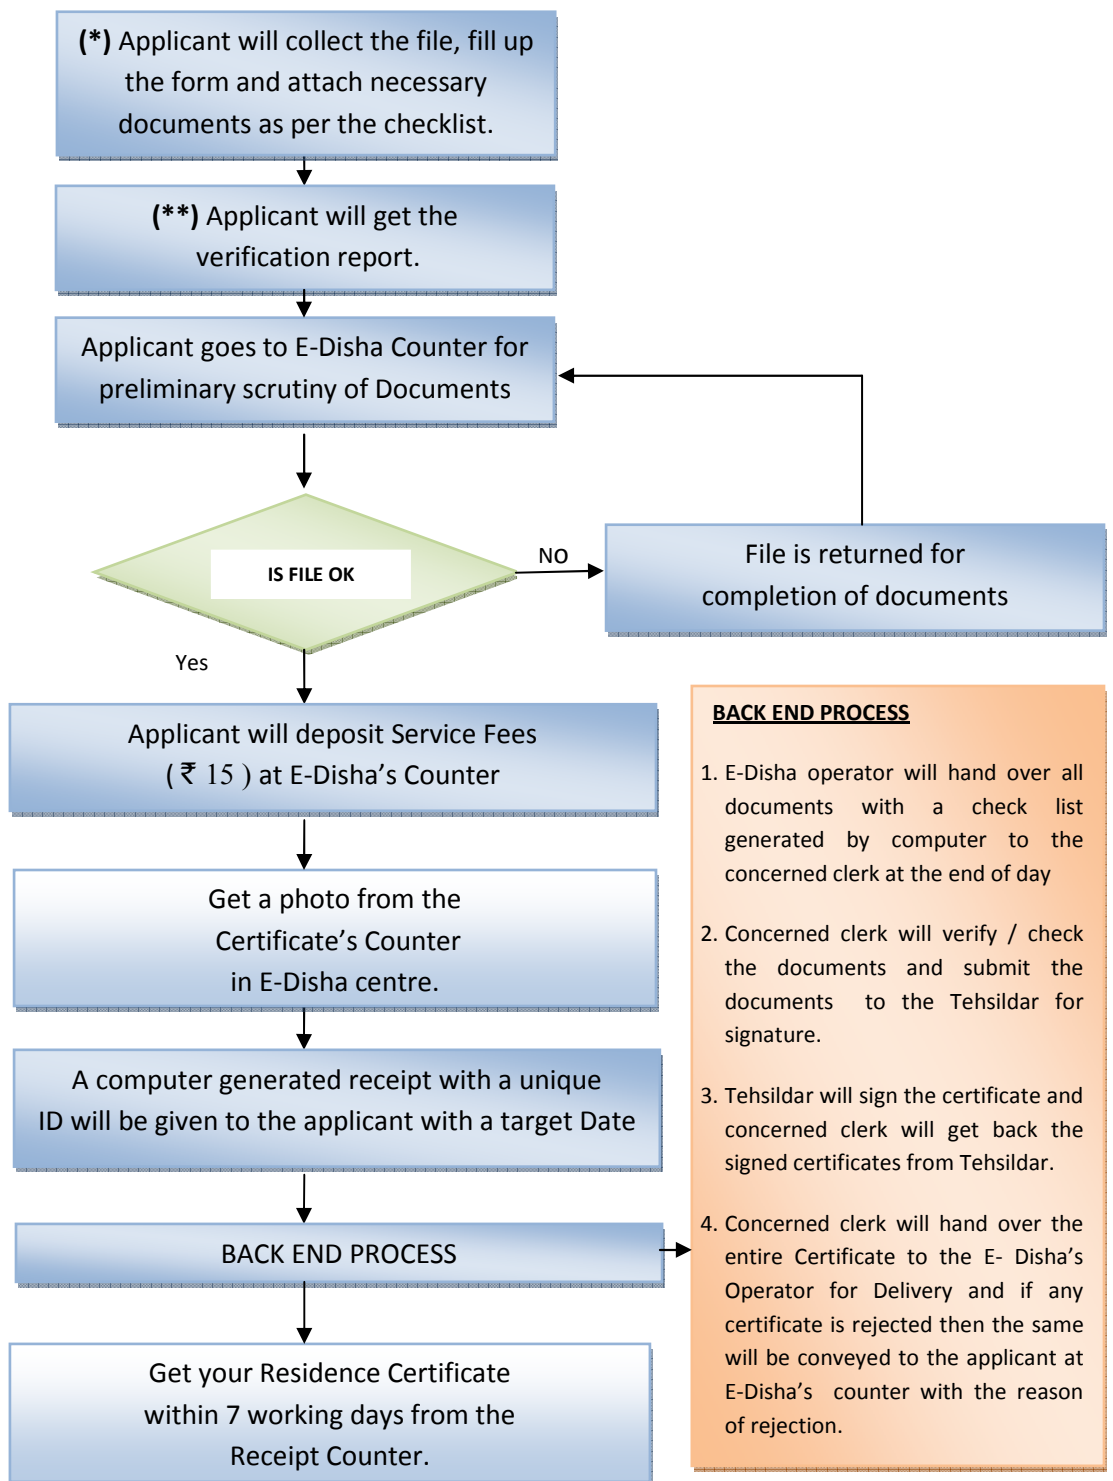 (*) Applicant will collect the file, fill up
the form and attach necessary
documents as per the checklist.
(**) Applicant will get the
verification report.
Applicant goes to E-Disha Counter for
preliminary scrutiny of Documents
IS FILE OK
NO
File is returned for
completion of documents
Yes
Applicant will deposit Service Fees
( ₹ 15 ) at E-Disha’s Counter
Get a photo from the
Certificate’s Counter
in E-Disha centre.
A computer generated receipt with a unique
ID will be given to the applicant with a target Date
BACK END PROCESS
Get your Residence Certificate
within 7 working days from the
Receipt Counter.
BACK END PROCESS
1. E-Disha operator will hand over all
documents with a check list
generated by computer to the
concerned clerk at the end of day
2. Concerned clerk will verify / check
the documents and submit the
documents to the Tehsildar for
signature.
3. Tehsildar will sign the certificate and
concerned clerk will get back the
signed certificates from Tehsildar.
4. Concerned clerk will hand over the
entire Certificate to the E- Disha’s
Operator for Delivery and if any
certificate is rejected then the same
will be conveyed to the applicant at
E-Disha’s counter with the reason
of rejection.